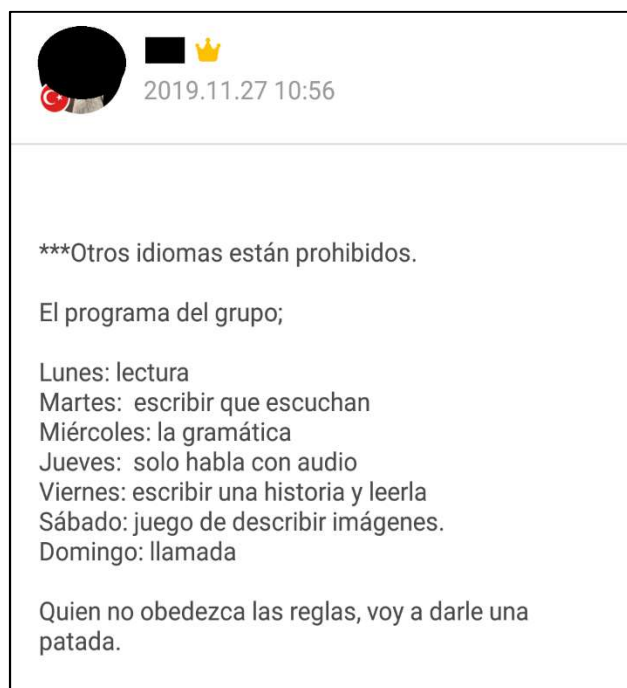 2019.11.27 10:56
***Otros idiomas están prohibidos.
El programa del grupo;
Lunes: lectura
Martes:  escribir que escuchan
Miércoles: la gramática
Jueves:  solo habla con audio
Viernes: escribir una historia y leerla
Sábado: juego de describir imágenes.
Domingo: llamada
Quien no obedezca las reglas, voy a darle una
patada.